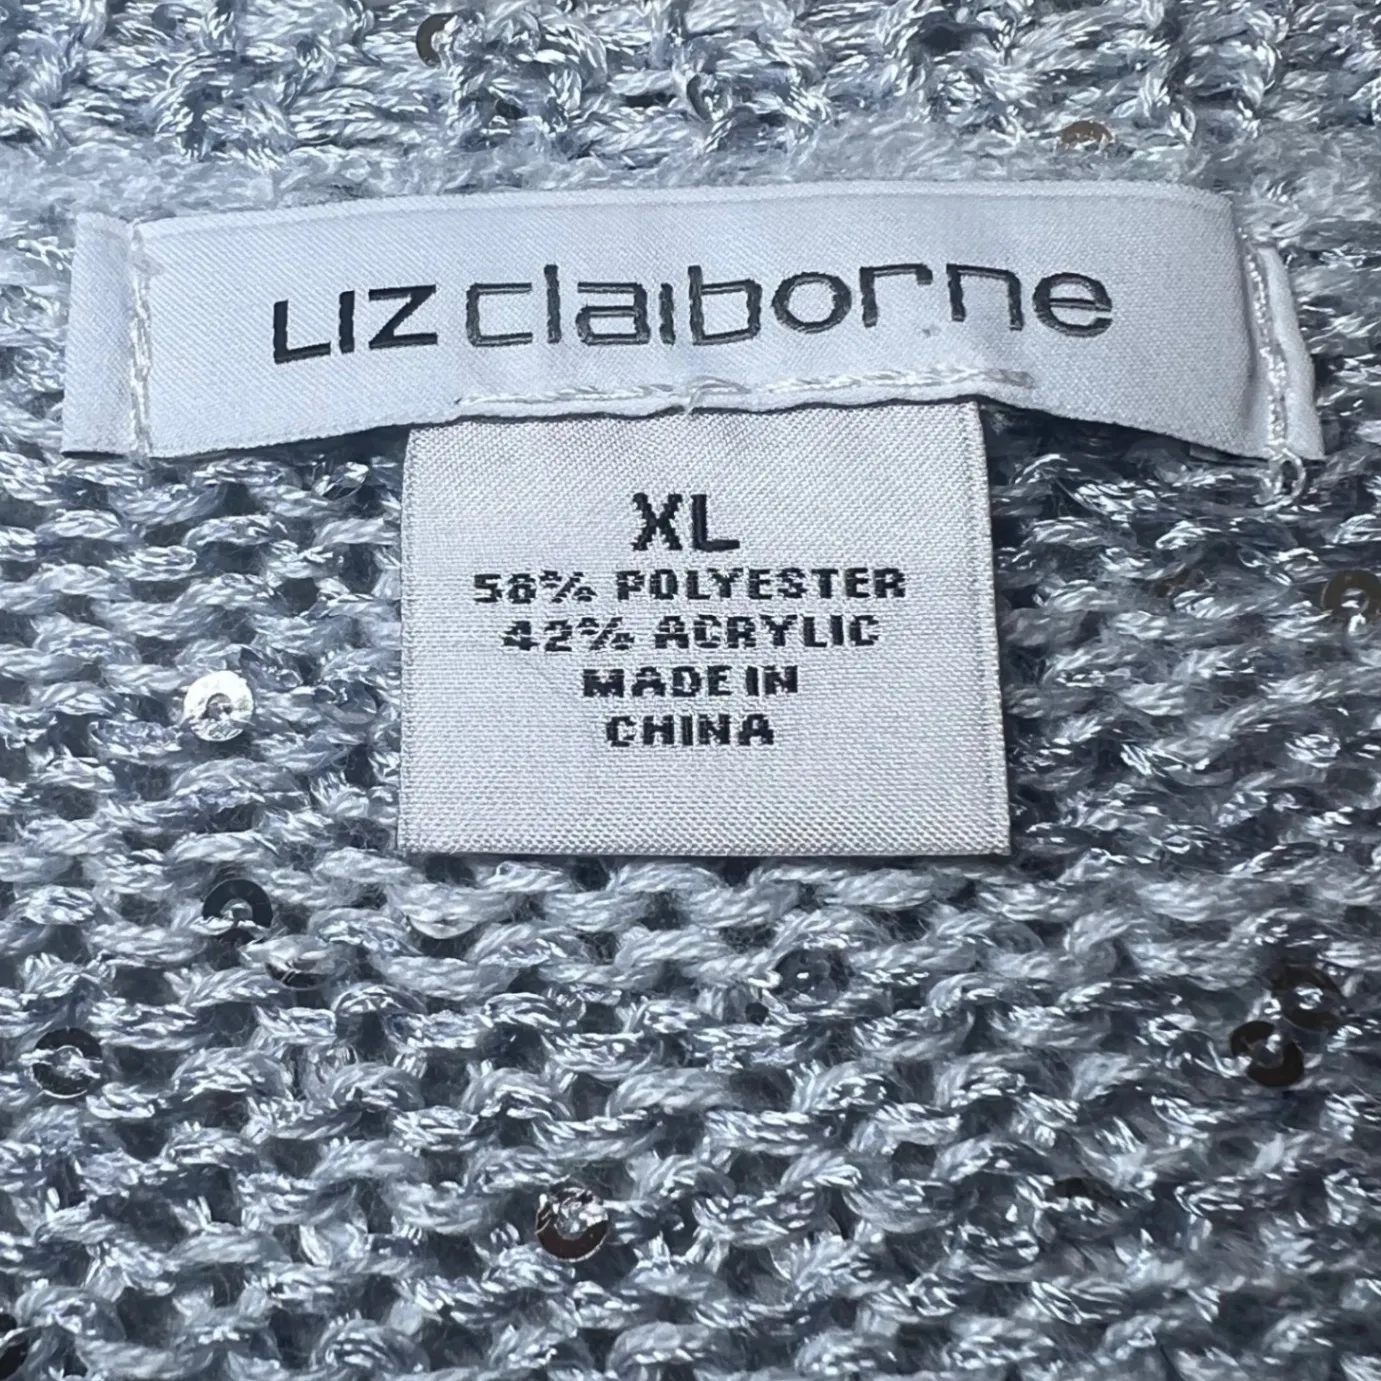 LIZ claiborne
XL
58% POLYESTER
42% ACRYLIC
MADE IN
CHINA